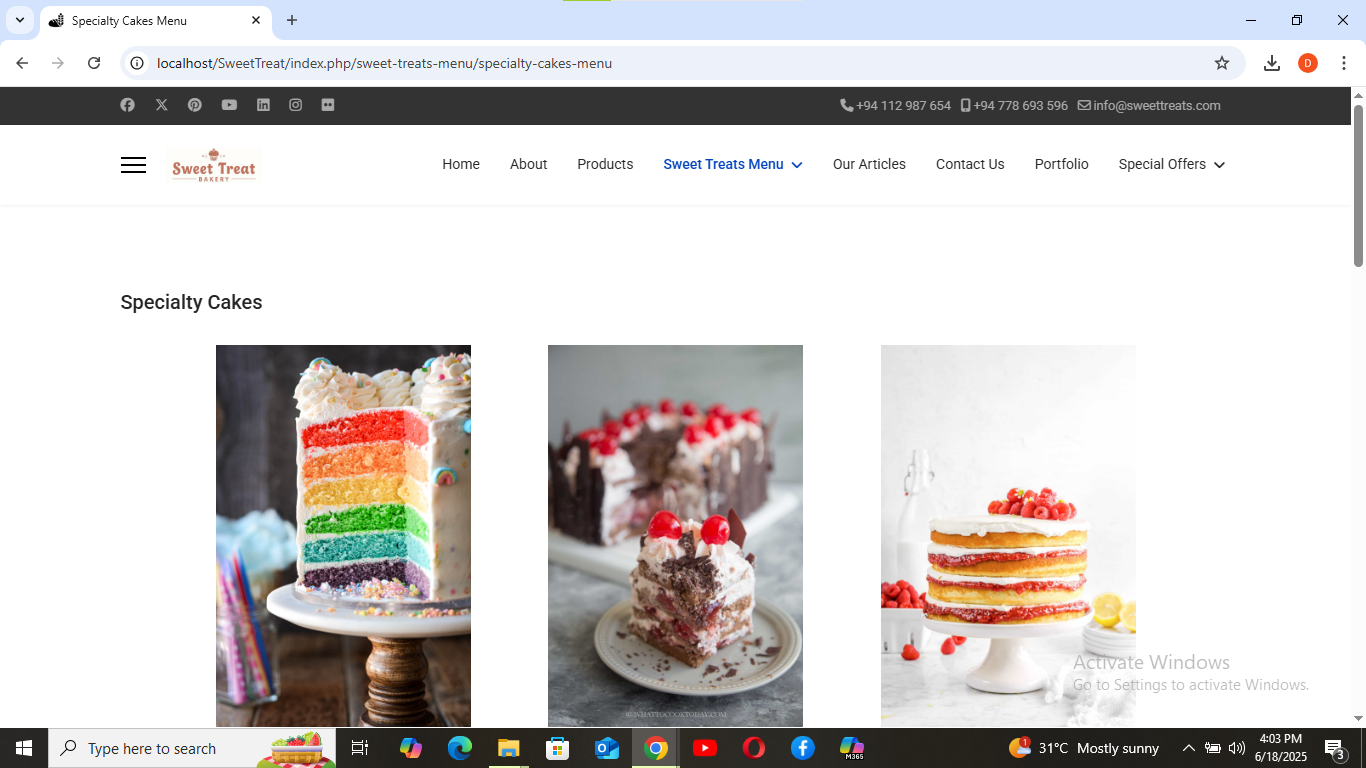 Specialty Cakes Menu
localhost/SweetTreat/index.php/sweet-treats-menu/specialty-cakes-menu
D
+94 112 987 654 +94 778 693 596 info@sweettreats.com
Sweet Treat
BAKERY
Home About Products Sweet Treats Menu Our Articles Contact Us Portfolio Special Offers
Specialty Cakes
WHATTOCOOKTODAY.COM
Activate Windows
Go to Settings to activate Windows.
Type here to search
M365
1
31°C Mostly sunny
4:03 PM
6/18/2025
3